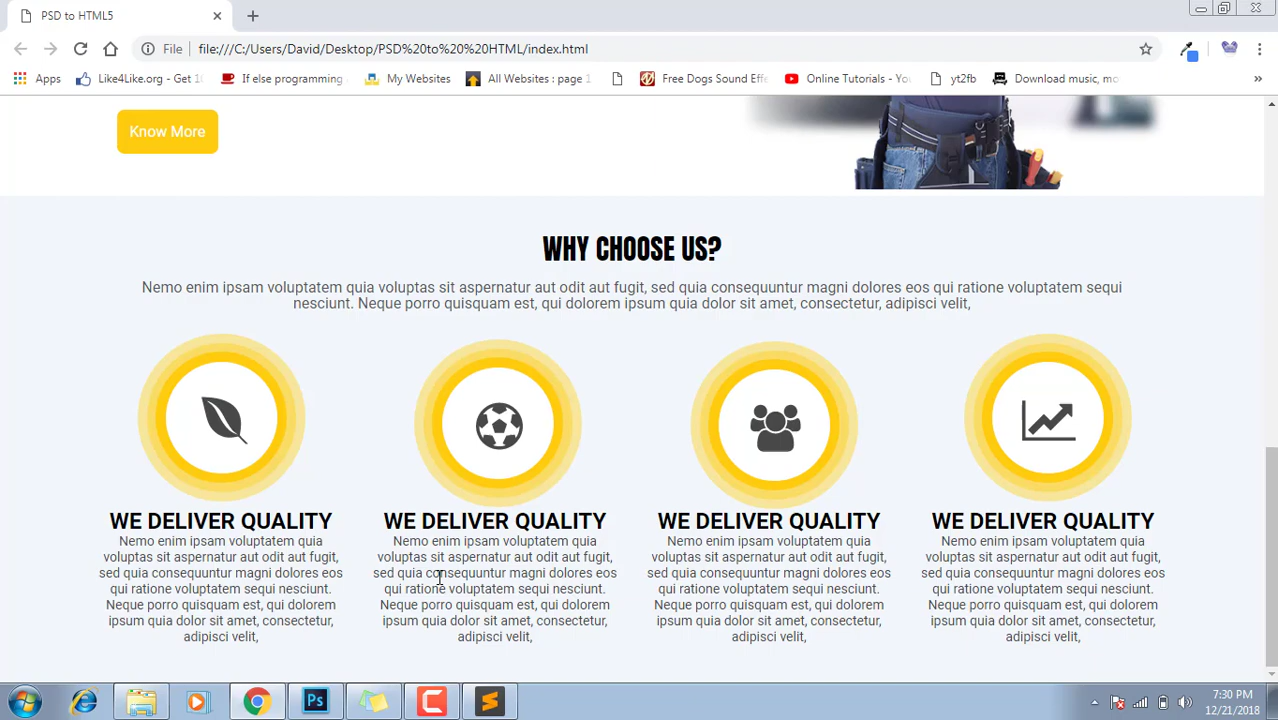 PSD to HTML5
File
file:///C:/Users/David/Desktop/PSD%20to%20%20HTML/index.html
Apps
Like4Like.org - Get 1
If else programming
My Websites
All Websites : page 1
Free Dogs Sound Eff
Online Tutorials - Yo
yt2fb
Download music, mo
»
Know More
WHY CHOOSE US?
Nemo enim ipsam voluptatem quia voluptas sit aspernatur aut odit aut fugit, sed quia consequuntur magni dolores eos qui ratione voluptatem sequi
nesciunt. Neque porro quisquam est, qui dolorem ipsum quia dolor sit amet, consectetur, adipisci velit,
WE DELIVER QUALITY
Nemo enim ipsam voluptatem quia
voluptas sit aspernatur aut odit aut fugit,
sed quia consequuntur magni dolores eos
qui ratione voluptatem sequi nesciunt.
Neque porro quisquam est, qui dolorem
ipsum quia dolor sit amet, consectetur,
adipisci velit,
WE DELIVER QUALITY
Nemo enim ipsam voluptatem quia
voluptas sit aspernatur aut odit aut fugit,
sed quia consequuntur magni dolores eos
qui ratione voluptatem sequi nesciunt.
Neque porro quisquam est, qui dolorem
ipsum quia dolor sit amet, consectetur,
adipisci velit,
WE DELIVER QUALITY
Nemo enim ipsam voluptatem quia
voluptas sit aspernatur aut odit aut fugit,
sed quia consequuntur magni dolores eos
qui ratione voluptatem sequi nesciunt.
Neque porro quisquam est, qui dolorem
ipsum quia dolor sit amet, consectetur,
adipisci velit,
WE DELIVER QUALITY
Nemo enim ipsam voluptatem quia
voluptas sit aspernatur aut odit aut fugit,
sed quia consequuntur magni dolores eos
qui ratione voluptatem sequi nesciunt.
Neque porro quisquam est, qui dolorem
ipsum quia dolor sit amet, consectetur,
adipisci velit,
Ps
7:30 PM
12/21/2018